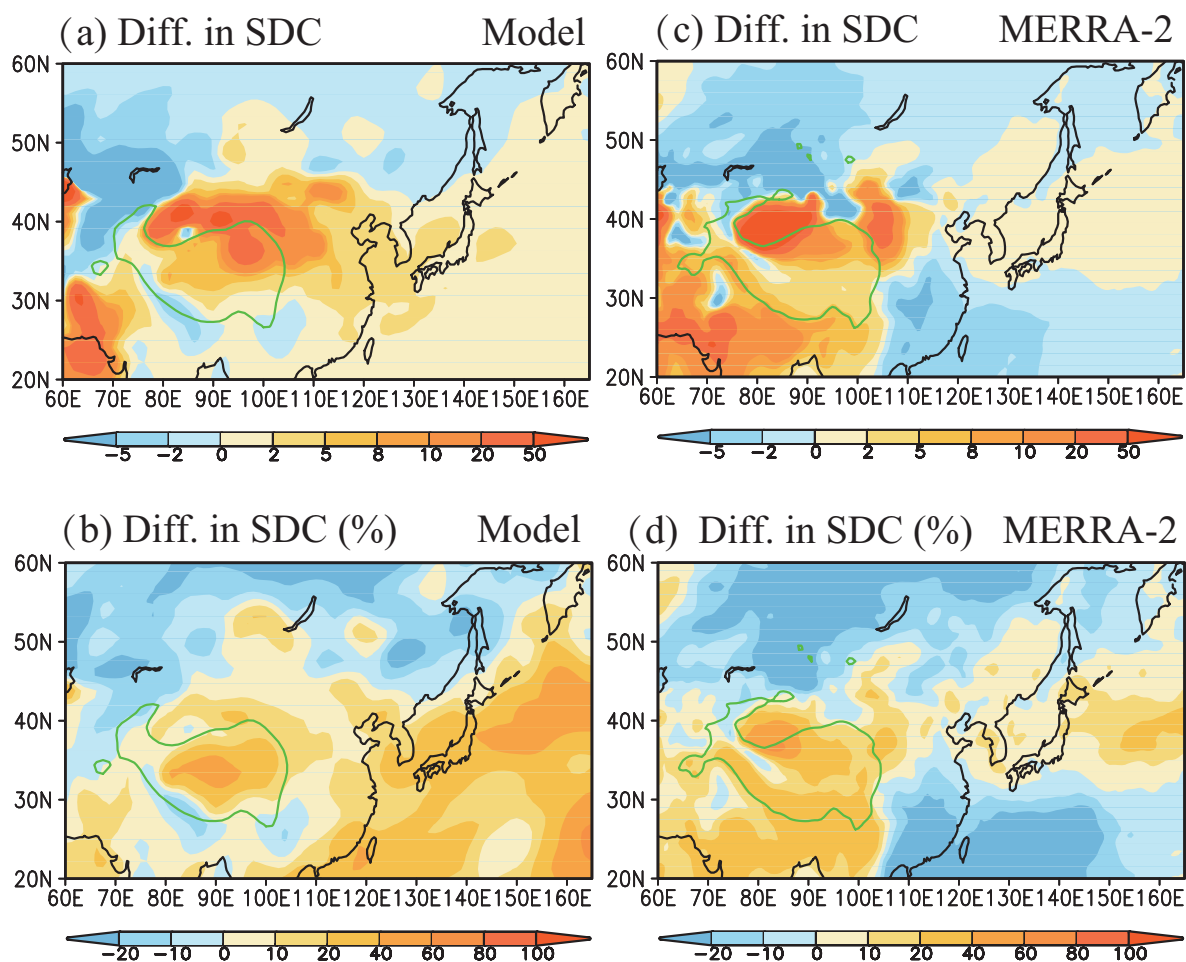 (a) Diff. in SDC Model
60N
50N
40N
30N
20N
60E 70E 80E 90E 100E 110E 120E 130E 140E 150E 160E
−5 −2 0 2 5 8 10 20 50
(c) Diff. in SDC MERRA-2
60N
50N
40N
30N
20N
60E 70E 80E 90E 100E 110E 120E 130E 140E 150E 160E
−5 −2 0 2 5 8 10 20 50
(b) Diff. in SDC (%) Model
60N
50N
40N
30N
20N
60E 70E 80E 90E 100E 110E 120E 130E 140E 150E 160E
−20 −10 0 10 20 40 60 80 100
(d) Diff. in SDC (%) MERRA-2
60N
50N
40N
30N
20N
60E 70E 80E 90E 100E 110E 120E 130E 140E 150E 160E
−20 −10 0 10 20 40 60 80 100